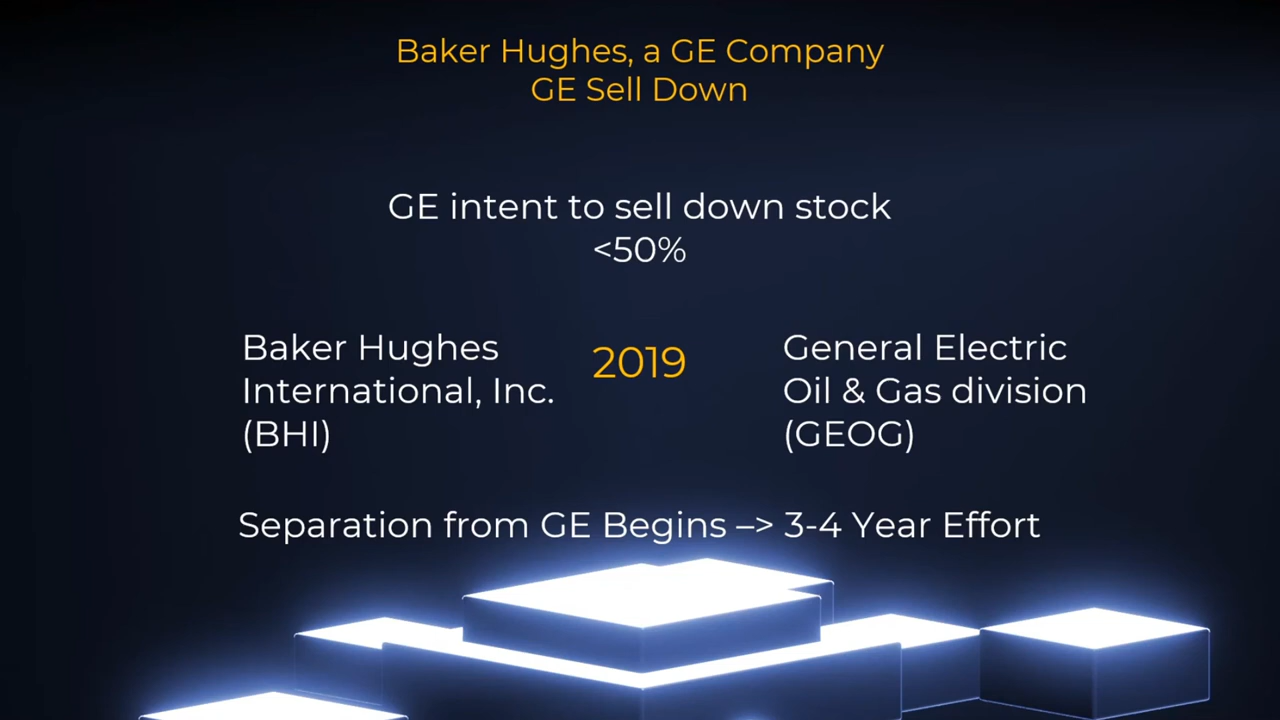 Baker Hughes, a GE Company
GE Sell Down
GE intent to sell down stock
<50%
Baker Hughes
International, Inc.
(BHI)
2019
General Electric
Oil & Gas division
(GEOG)
Separation from GE Begins –> 3-4 Year Effort